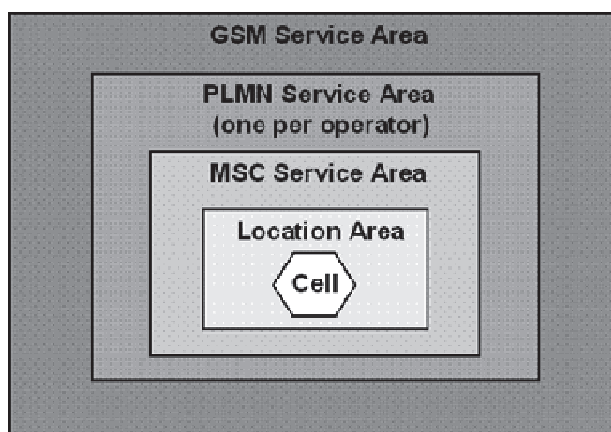 GSM Service Area
PLMN Service Area
(one per operator)
MSC Service Area
Location Area
Cell